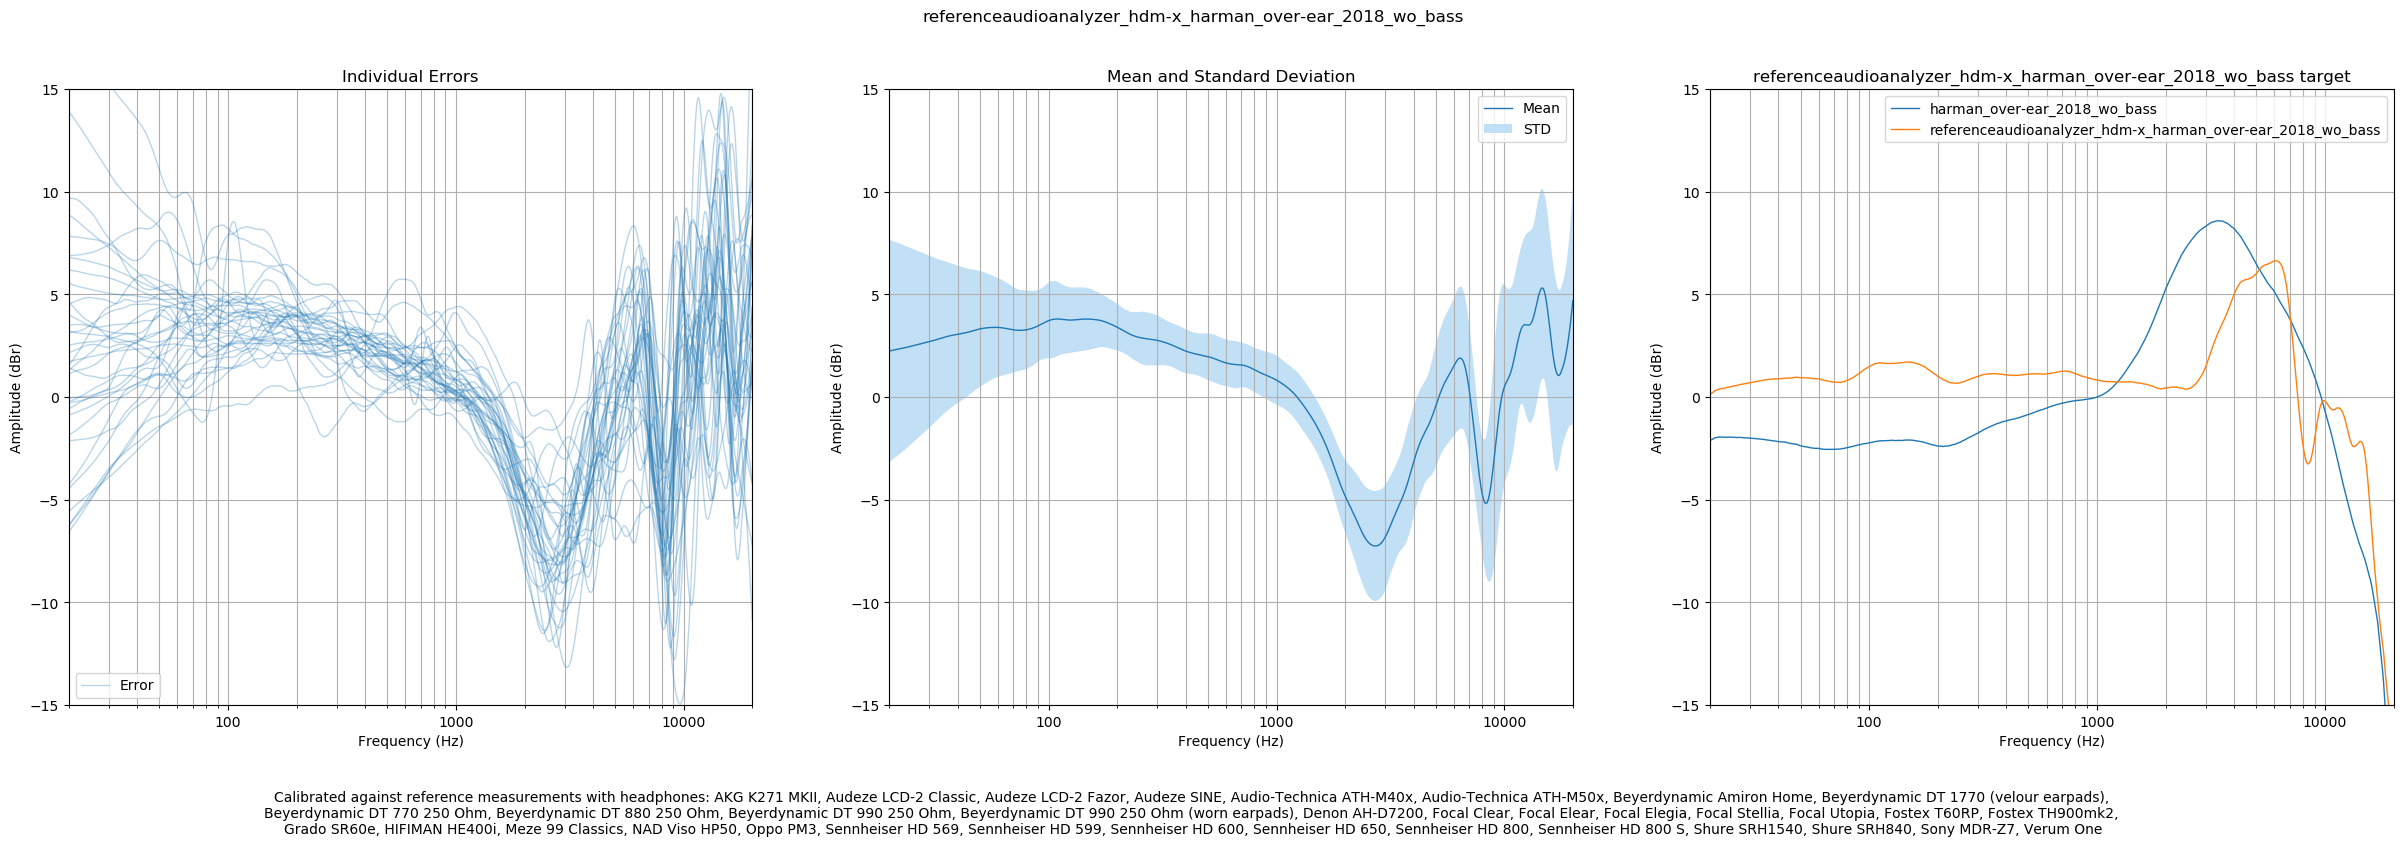 referenceaudioanalyzer_hdm-x_harman_over-ear_2018_wo_bass
Individual Errors
15
10
5
0
−5
−10
−15
Amplitude (dBr)
Error
100
1000
10000
Frequency (Hz)
Mean and Standard Deviation
15
10
5
0
−5
−10
−15
Amplitude (dBr)
Mean
STD
100
1000
10000
Frequency (Hz)
referenceaudioanalyzer_hdm-x_harman_over-ear_2018_wo_bass target
15
10
5
0
−5
−10
−15
Amplitude (dBr)
harman_over-ear_2018_wo_bass
referenceaudioanalyzer_hdm-x_harman_over-ear_2018_wo_bass
100
1000
10000
Frequency (Hz)
Calibrated against reference measurements with headphones: AKG K271 MKII, Audeze LCD-2 Classic, Audeze LCD-2 Fazor, Audeze SINE, Audio-Technica ATH-M40x, Audio-Technica ATH-M50x, Beyerdynamic Amiron Home, Beyerdynamic DT 1770 (velour earpads),
Beyerdynamic DT 770 250 Ohm, Beyerdynamic DT 880 250 Ohm, Beyerdynamic DT 990 250 Ohm, Beyerdynamic DT 990 250 Ohm (worn earpads), Denon AH-D7200, Focal Clear, Focal Elear, Focal Elegia, Focal Stellia, Focal Utopia, Fostex T60RP, Fostex TH900mk2,
Grado SR60e, HIFIMAN HE400i, Meze 99 Classics, NAD Viso HP50, Oppo PM3, Sennheiser HD 569, Sennheiser HD 599, Sennheiser HD 600, Sennheiser HD 650, Sennheiser HD 800, Sennheiser HD 800 S, Shure SRH1540, Shure SRH840, Sony MDR-Z7, Verum One